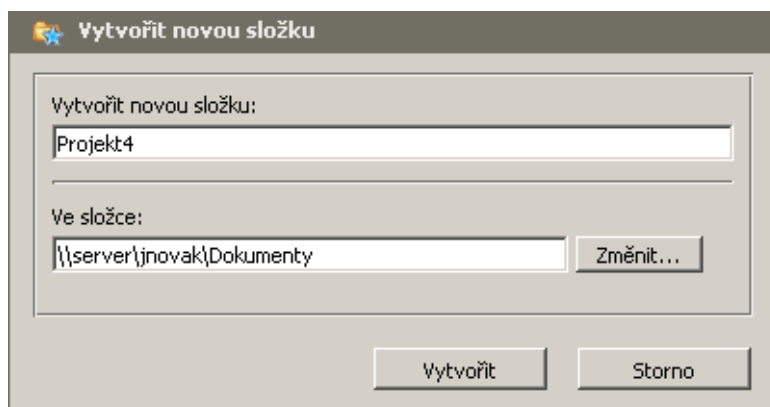 Vytvořit novou složku
Vytvořit novou složku:
Projekt4
Ve složce:
\\server\jnovak\Dokumenty
Změnit...
Vytvořit
Storno